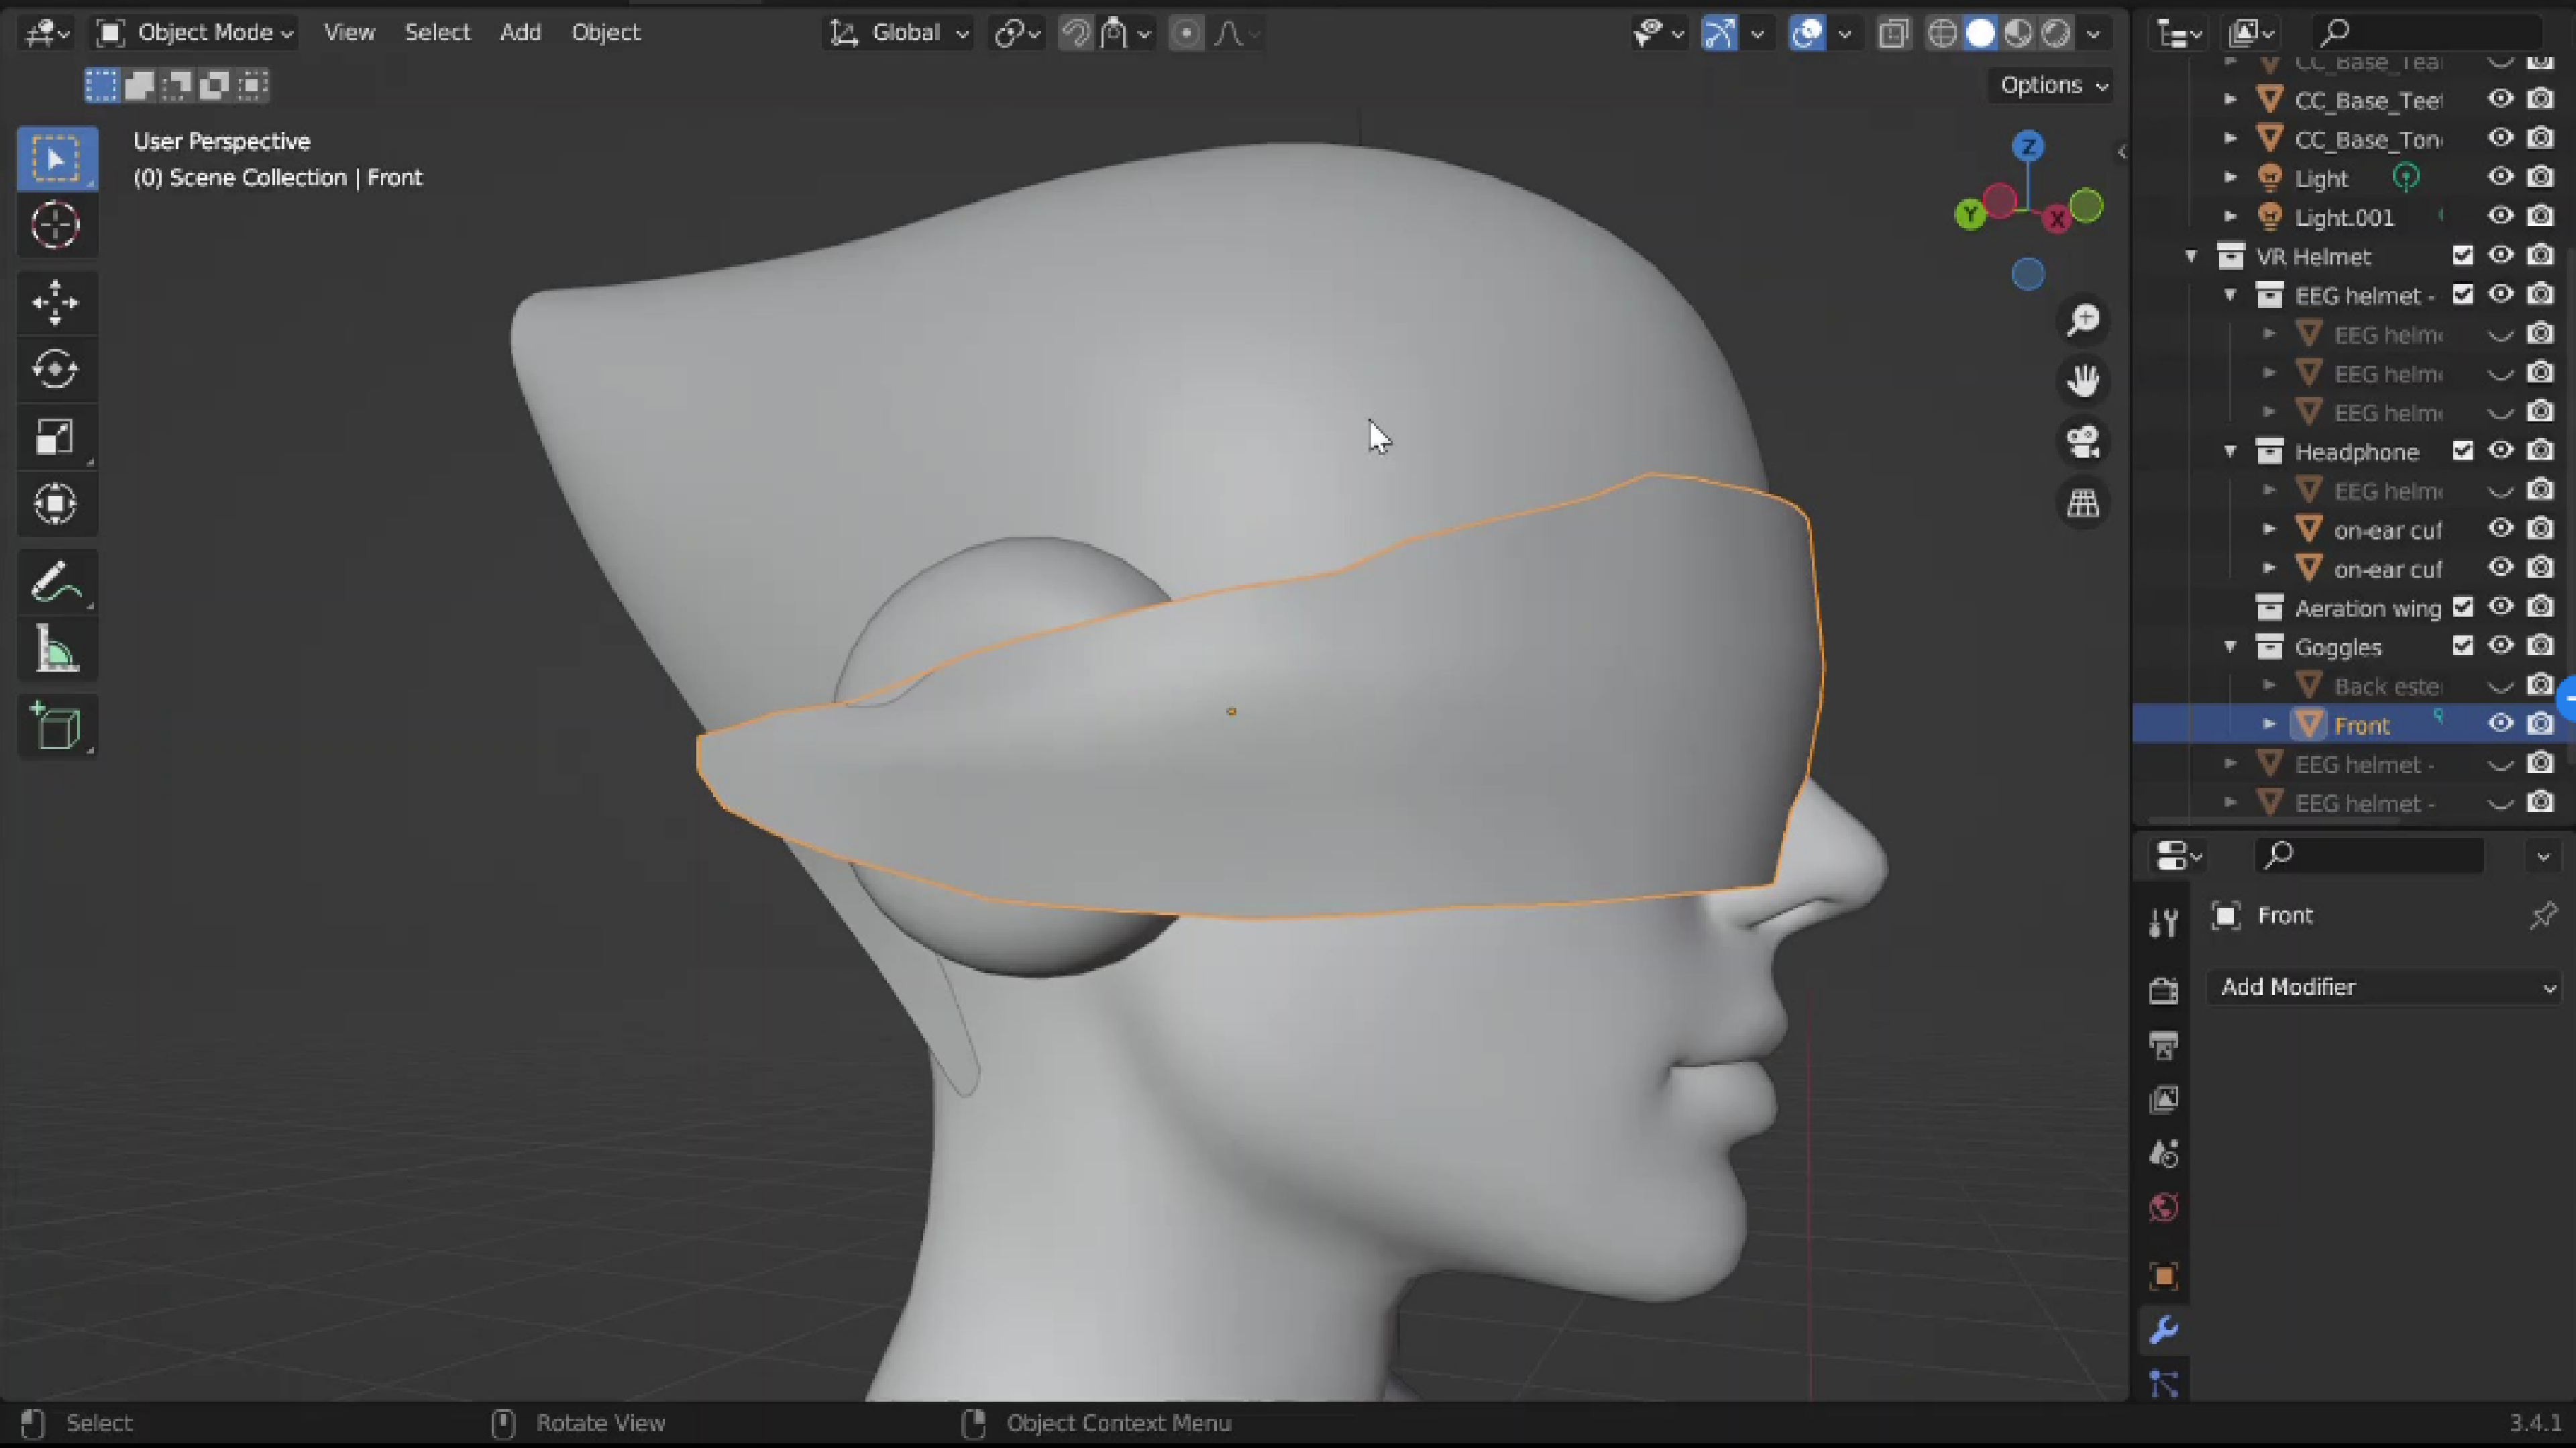 Object Mode View Select Add Object Global
Options
User Perspective
(0) Scene Collection | Front
Z
Y X
CC_Base_Tea
CC_Base_Teet
CC_Base_Ton
Light
Light.001
VR Helmet
EEG helmet -
EEG helm
EEG helm
EEG helm
Headphone
EEG helm
on-ear cuf
on-ear cuf
Aeration wing
Goggles
Back este
Front
EEG helmet -
EEG helmet -
Front
Add Modifier
Select Rotate View Object Context Menu 3.4.1